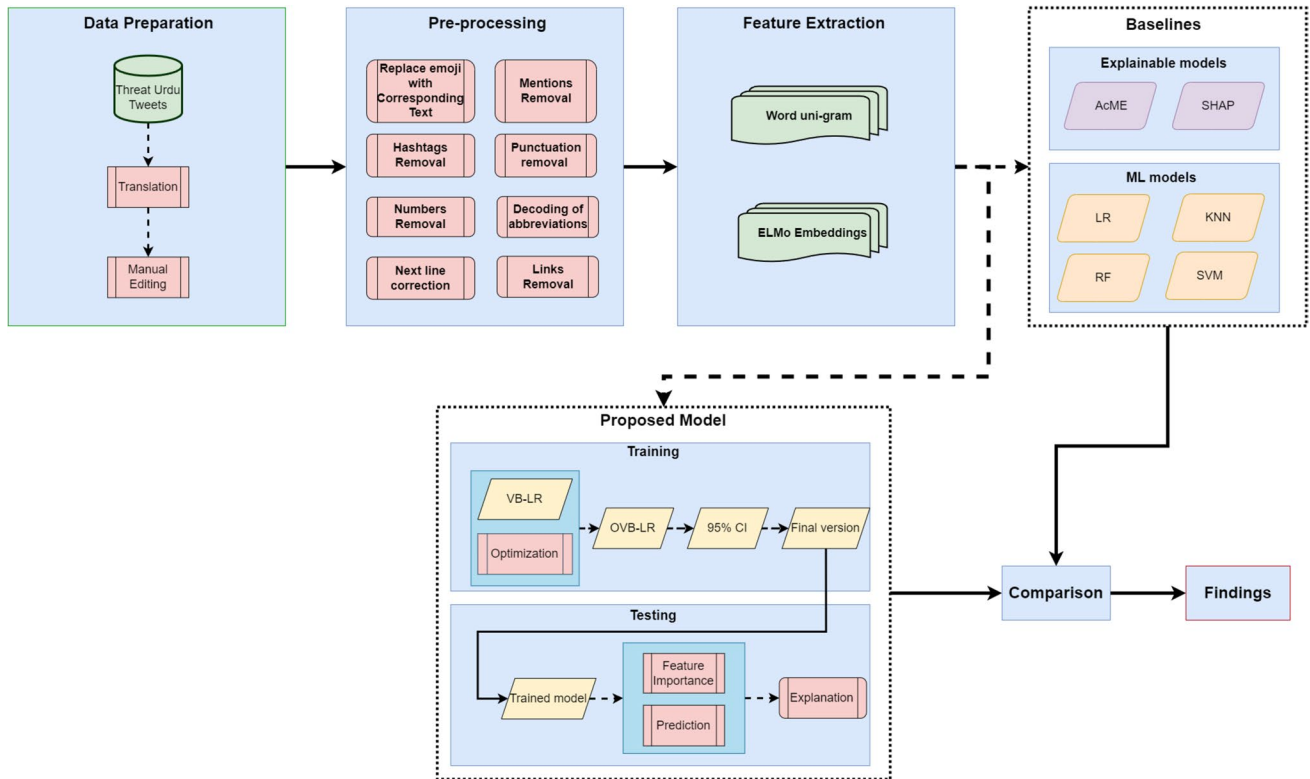 Data Preparation
Threat Urdu
Tweets
Translation
Manual
Editing
Pre-processing
Replace emoji
with
Corresponding
Text
Mentions
Removal
Hashtags
Removal
Punctuation
removal
Numbers
Removal
Decoding of
abbreviations
Next line
correction
Links
Removal
Feature Extraction
Word uni-gram
ELMo Embeddings
Baselines
Explainable models
AcME
SHAP
ML models
LR
KNN
RF
SVM
Proposed Model
Training
VB-LR
Optimization
OVB-LR
95% CI
Final version
Testing
Trained model
Feature
Importance
Prediction
Explanation
Comparison
Findings